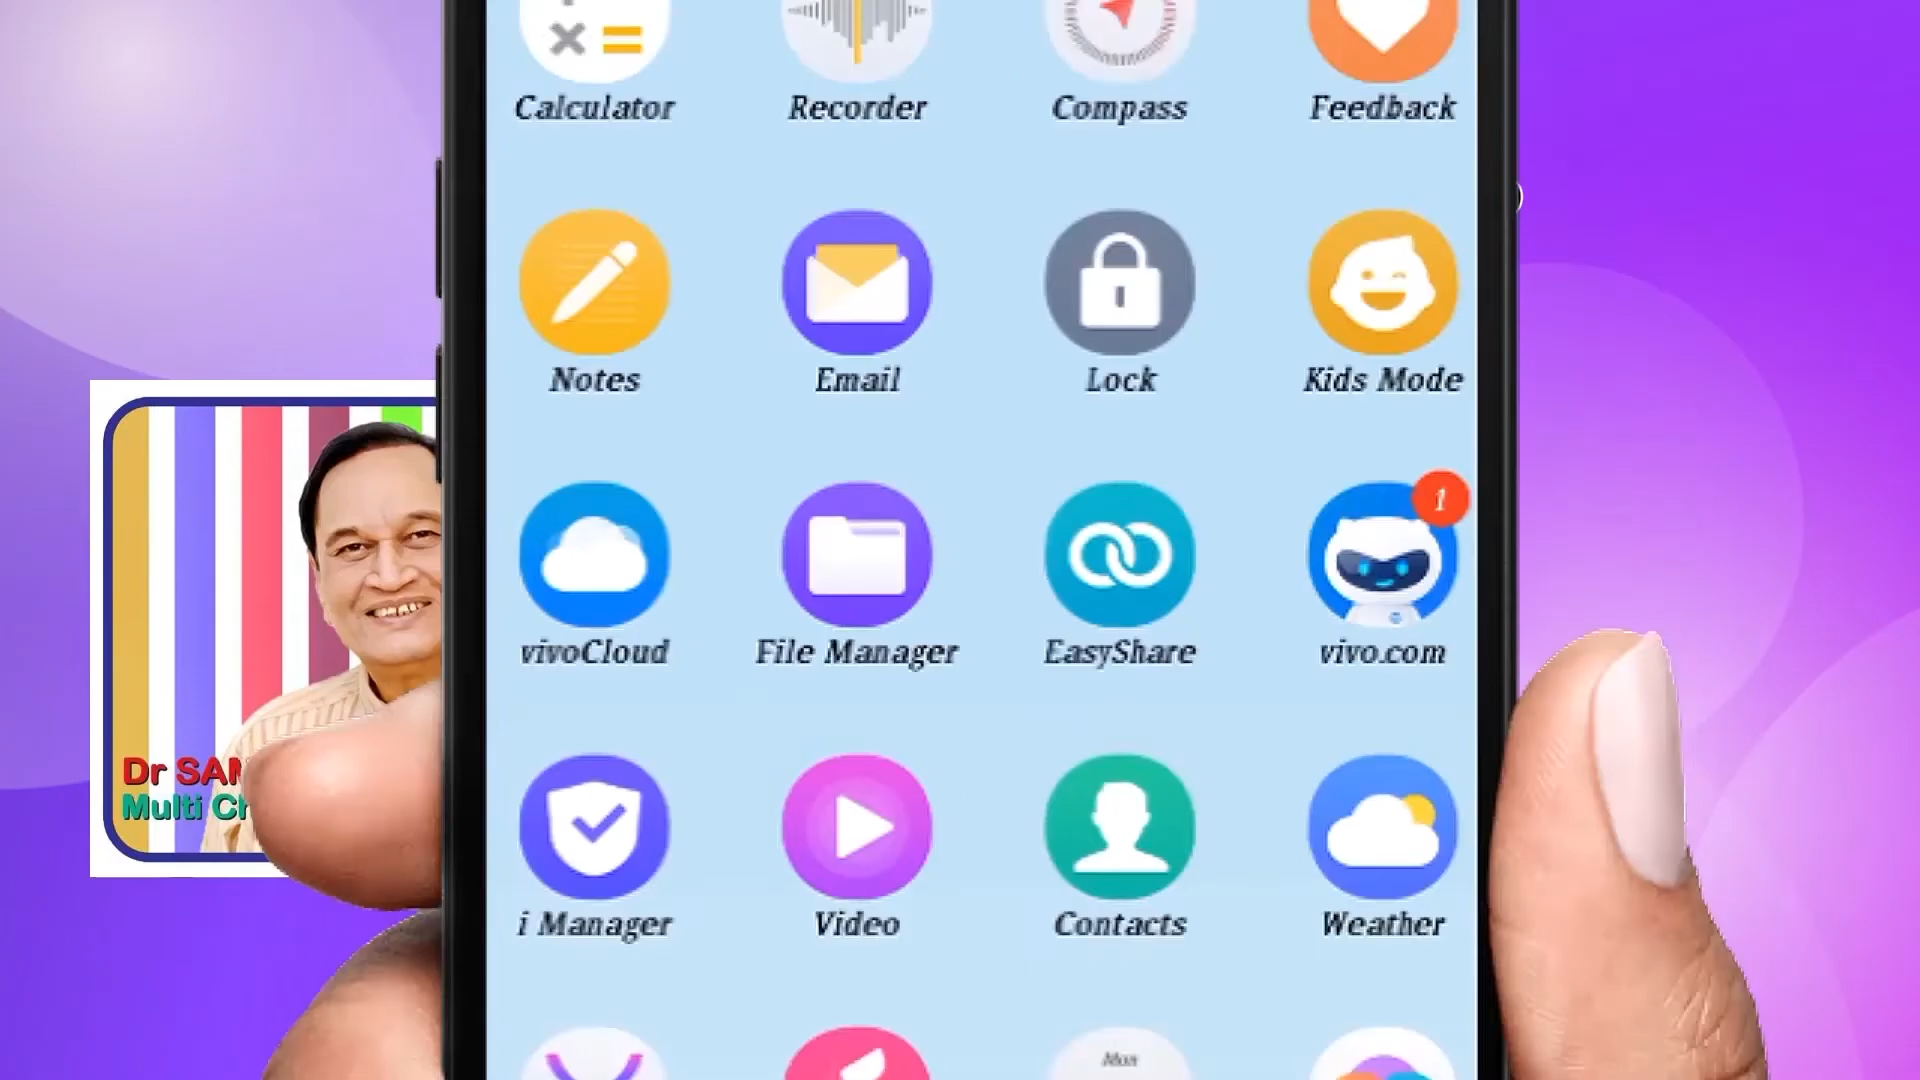 Calculator Recorder Compass Feedback
Notes Email Lock Kids Mode
1
vivoCloud File Manager EasyShare vivo.com
Dr
Multi
i Manager Video Contacts Weather
Mon